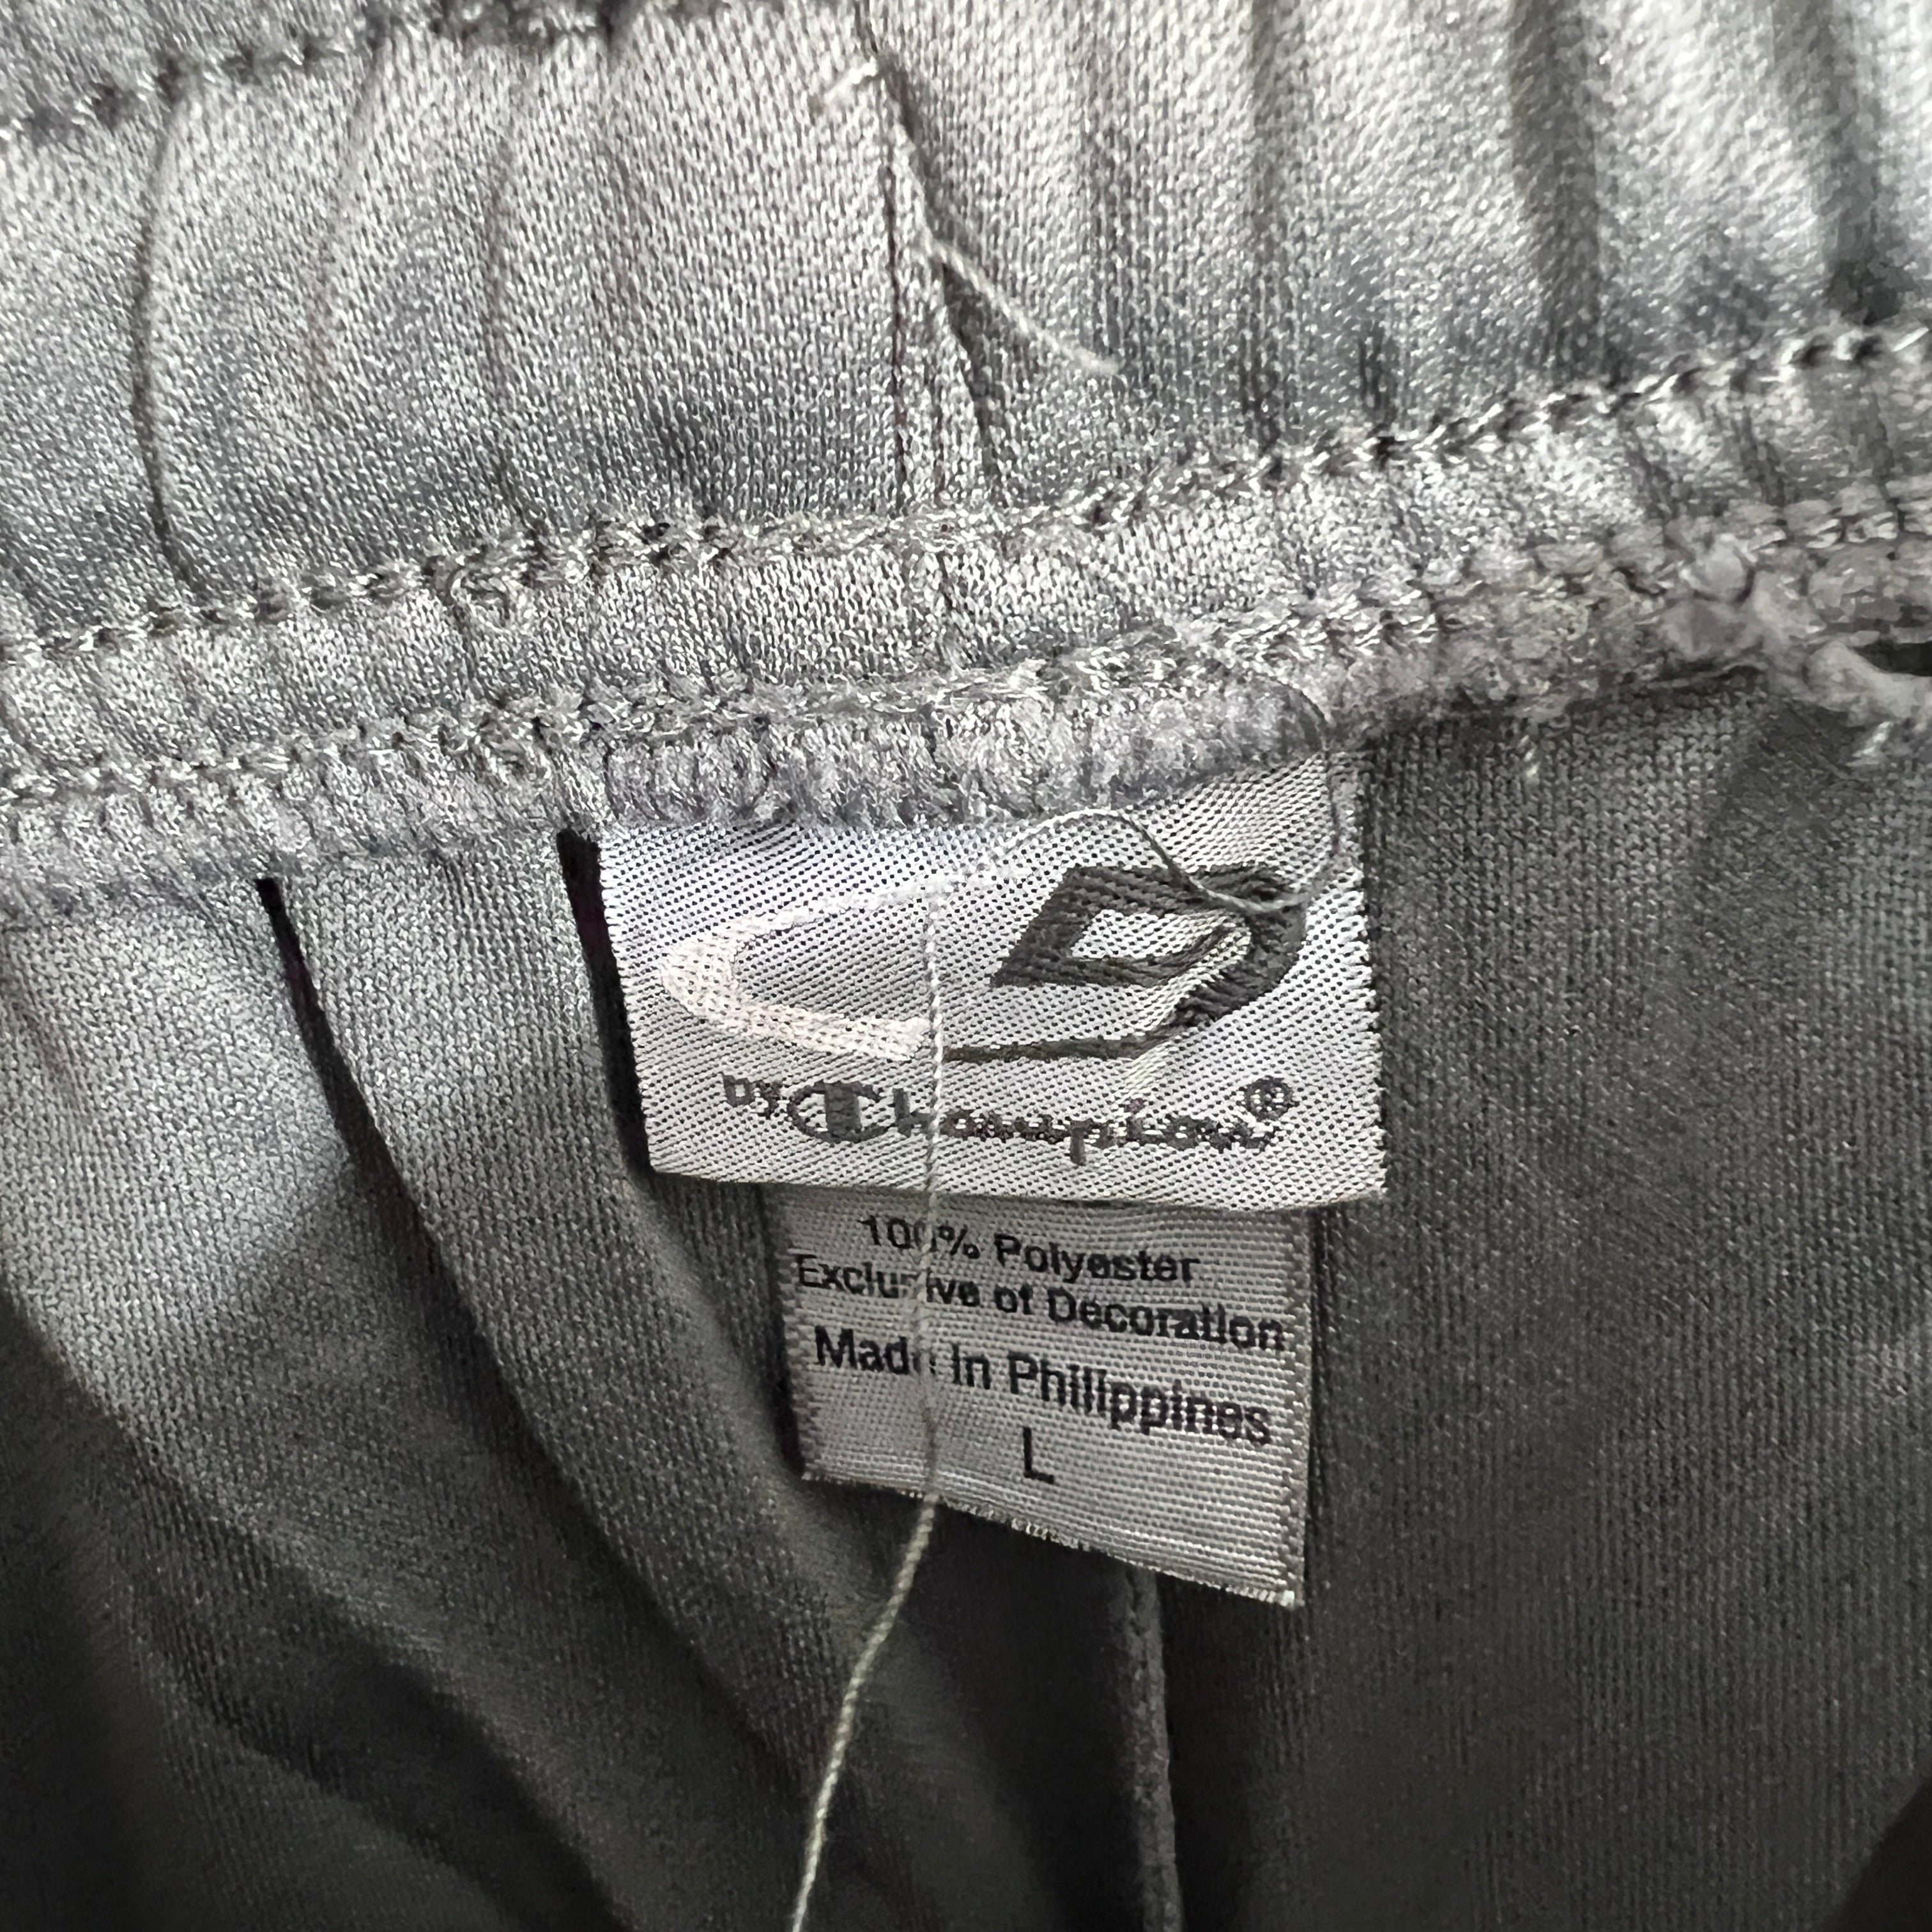 by Champion®
100% Polyester
Exclusive of Decoration
Made In Philippines
L